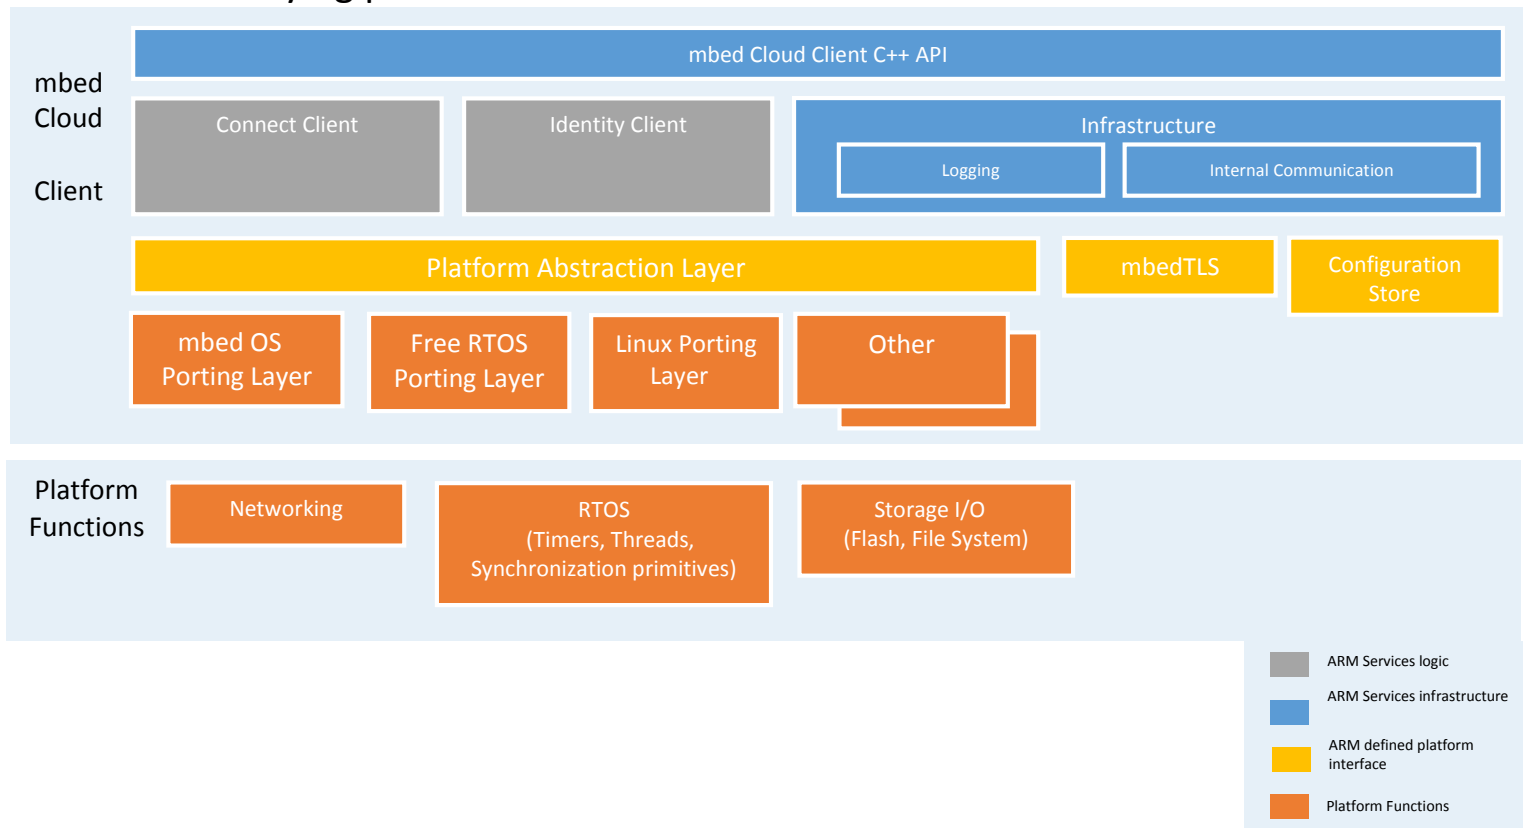 mbed Cloud Client C++ API
mbed
Cloud
Client
Connect Client
Identity Client
Infrastructure
Logging
Internal Communication
Platform Abstraction Layer
mbedTLS
Configuration
Store
mbed OS
Porting Layer
Free RTOS
Porting Layer
Linux Porting
Layer
Other
Platform
Functions
Networking
RTOS
(Timers, Threads,
Synchronization primitives)
Storage I/O
(Flash, File System)
ARM Services logic
ARM Services infrastructure
ARM defined platform
interface
Platform Functions